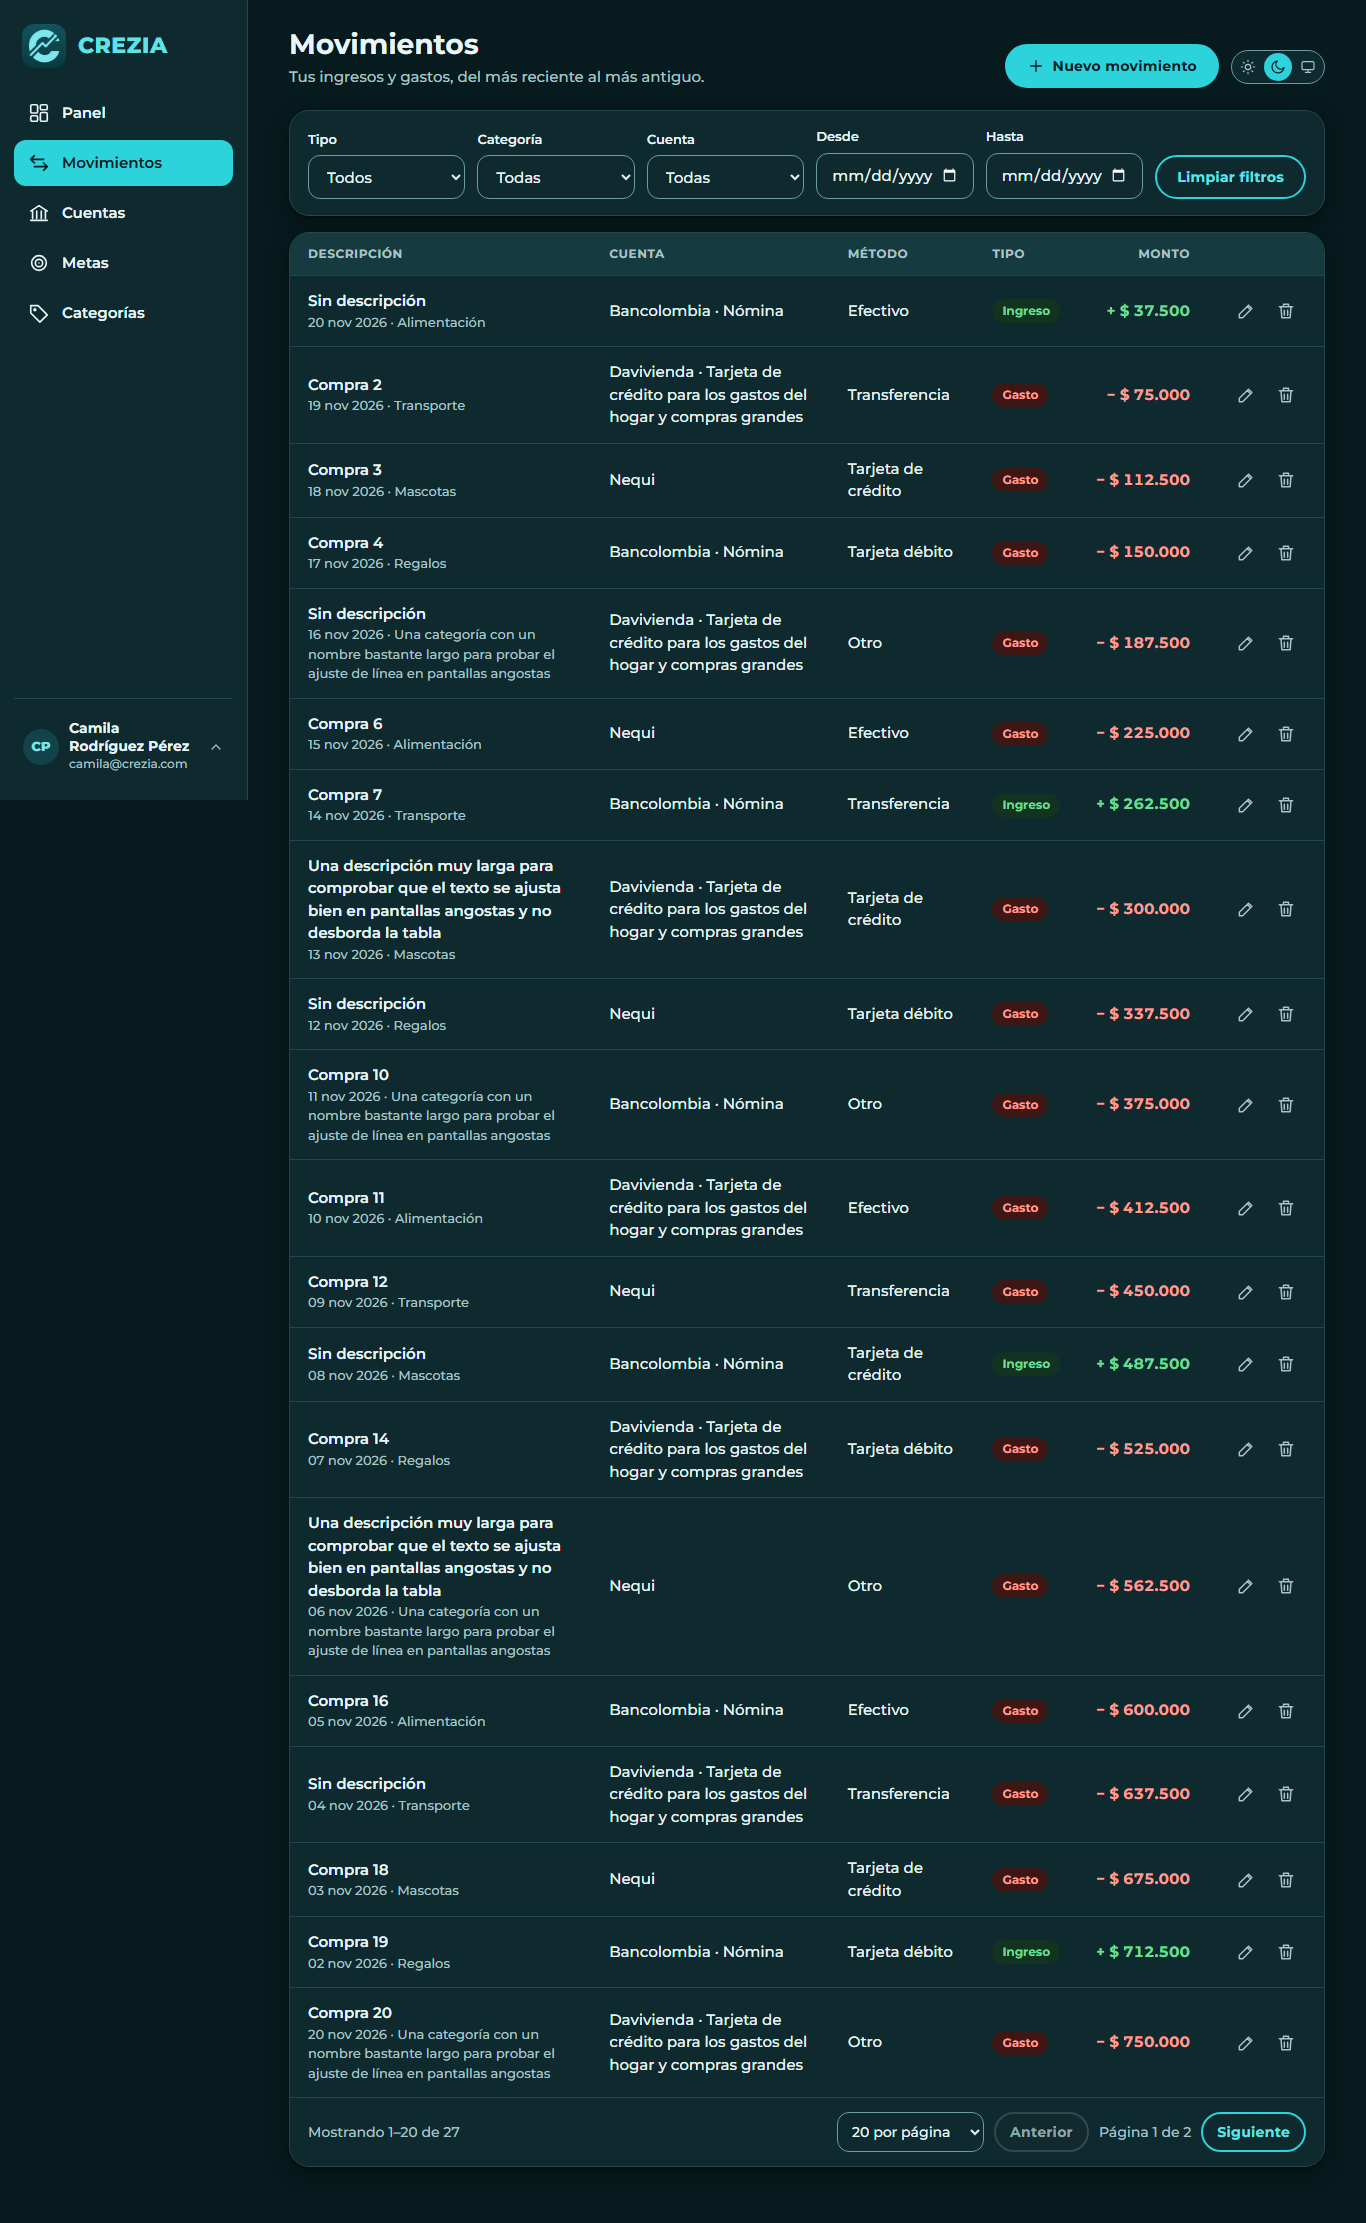 CREZIA
Panel
Movimientos
Cuentas
Metas
Categorías
Camila
Rodríguez Pérez
camila@crezia.com
CP
Movimientos
Tus ingresos y gastos, del más reciente al más antiguo.
+ Nuevo movimiento
Tipo
Categoría
Cuenta
Desde
Hasta
Todos
Todas
Todas
mm/dd/yyyy
mm/dd/yyyy
Limpiar filtros
DESCRIPCIÓN CUENTA MÉTODO TIPO MONTO
Sin descripción
20 nov 2026 · Alimentación
Bancolombia · Nómina
Efectivo
Ingreso
+ $ 37.500
Compra 2
19 nov 2026 · Transporte
Davivienda · Tarjeta de
crédito para los gastos del
hogar y compras grandes
Transferencia
Gasto
− $ 75.000
Compra 3
18 nov 2026 · Mascotas
Nequi
Tarjeta de
crédito
Gasto
− $ 112.500
Compra 4
17 nov 2026 · Regalos
Bancolombia · Nómina
Tarjeta débito
Gasto
− $ 150.000
Sin descripción
16 nov 2026 · Una categoría con un
nombre bastante largo para probar el
ajuste de línea en pantallas angostas
Davivienda · Tarjeta de
crédito para los gastos del
hogar y compras grandes
Otro
Gasto
− $ 187.500
Compra 6
15 nov 2026 · Alimentación
Nequi
Efectivo
Gasto
− $ 225.000
Compra 7
14 nov 2026 · Transporte
Bancolombia · Nómina
Transferencia
Ingreso
+ $ 262.500
Una descripción muy larga para
comprobar que el texto se ajusta
bien en pantallas angostas y no
desborda la tabla
13 nov 2026 · Mascotas
Davivienda · Tarjeta de
crédito para los gastos del
hogar y compras grandes
Tarjeta de
crédito
Gasto
− $ 300.000
Sin descripción
12 nov 2026 · Regalos
Nequi
Tarjeta débito
Gasto
− $ 337.500
Compra 10
11 nov 2026 · Una categoría con un
nombre bastante largo para probar el
ajuste de línea en pantallas angostas
Bancolombia · Nómina
Otro
Gasto
− $ 375.000
Compra 11
10 nov 2026 · Alimentación
Davivienda · Tarjeta de
crédito para los gastos del
hogar y compras grandes
Efectivo
Gasto
− $ 412.500
Compra 12
09 nov 2026 · Transporte
Nequi
Transferencia
Gasto
− $ 450.000
Sin descripción
08 nov 2026 · Mascotas
Bancolombia · Nómina
Tarjeta de
crédito
Ingreso
+ $ 487.500
Compra 14
07 nov 2026 · Regalos
Davivienda · Tarjeta de
crédito para los gastos del
hogar y compras grandes
Tarjeta débito
Gasto
− $ 525.000
Una descripción muy larga para
comprobar que el texto se ajusta
bien en pantallas angostas y no
desborda la tabla
06 nov 2026 · Una categoría con un
nombre bastante largo para probar el
ajuste de línea en pantallas angostas
Nequi
Otro
Gasto
− $ 562.500
Compra 16
05 nov 2026 · Alimentación
Bancolombia · Nómina
Efectivo
Gasto
− $ 600.000
Sin descripción
04 nov 2026 · Transporte
Davivienda · Tarjeta de
crédito para los gastos del
hogar y compras grandes
Transferencia
Gasto
− $ 637.500
Compra 18
03 nov 2026 · Mascotas
Nequi
Tarjeta de
crédito
Gasto
− $ 675.000
Compra 19
02 nov 2026 · Regalos
Bancolombia · Nómina
Tarjeta débito
Ingreso
+ $ 712.500
Compra 20
20 nov 2026 · Una categoría con un
nombre bastante largo para probar el
ajuste de línea en pantallas angostas
Davivienda · Tarjeta de
crédito para los gastos del
hogar y compras grandes
Otro
Gasto
− $ 750.000
Mostrando 1–20 de 27
20 por página
Anterior
Página 1 de 2
Siguiente